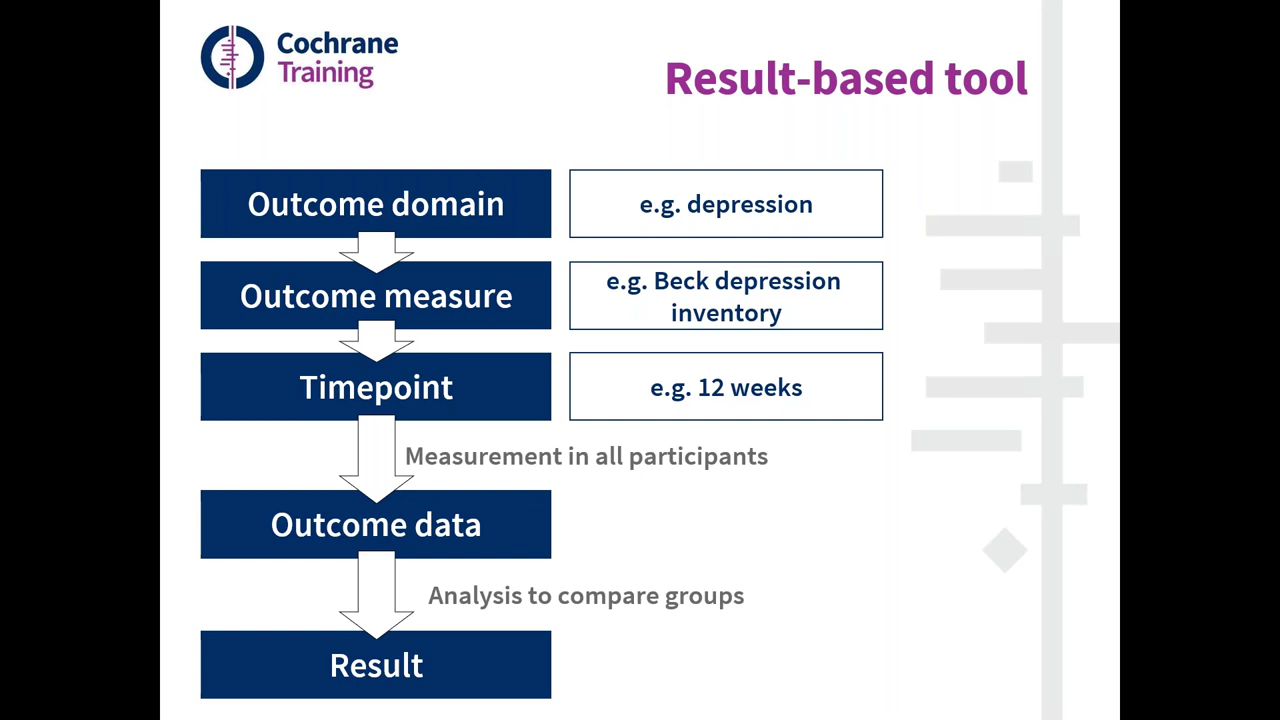 Cochrane
Training
Result-based tool
Outcome domain
e.g. depression
Outcome measure
e.g. Beck depression
inventory
Timepoint
e.g. 12 weeks
Measurement in all participants
Outcome data
Analysis to compare groups
Result